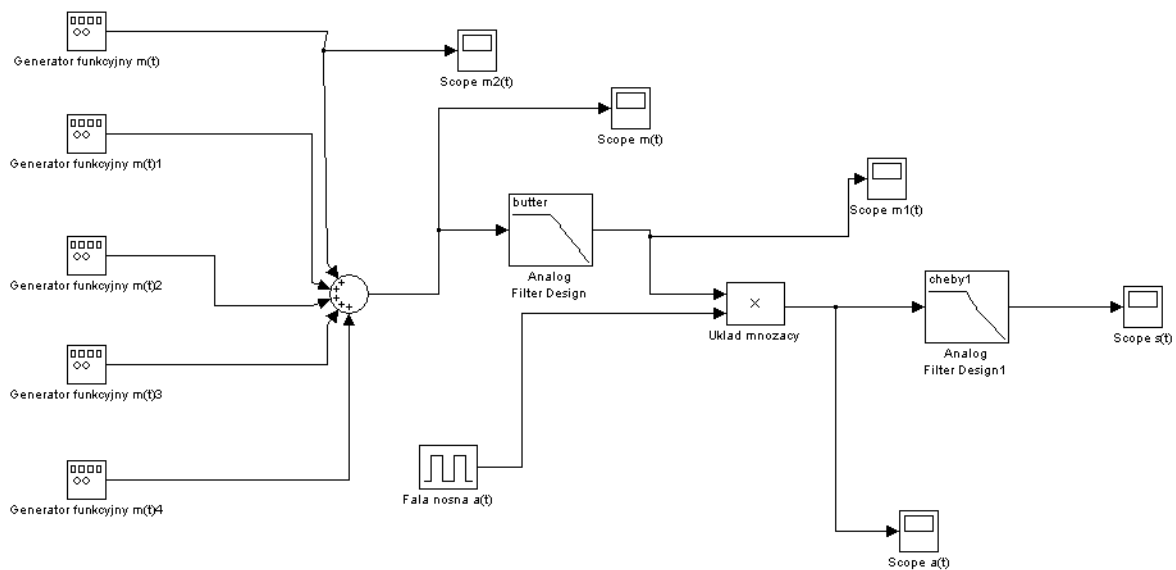 Generator funkcyjny m(t)
Scope m2(t)
Scope m(t)
Generator funkcyjny m(t)1
butter
Scope m1(t)
Analog
Filter Design
Generator funkcyjny m(t)2
+
+
+
+
+
cheby1
×
Uklad mnozacy
Scope s(t)
Analog
Filter Design1
Generator funkcyjny m(t)3
Fala nosna a(t)
Generator funkcyjny m(t)4
Scope a(t)